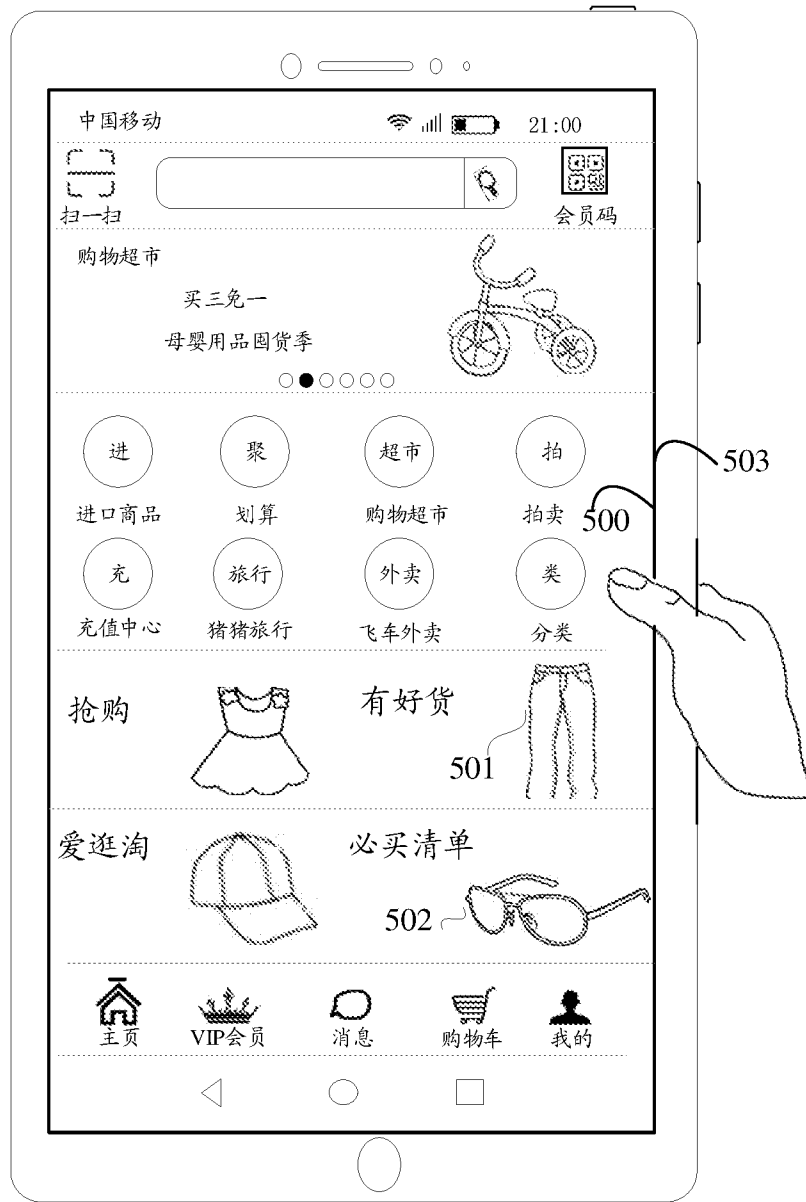 中国移动 21:00
扫一扫 会员码
购物超市
买三免一
母婴用品囤货季
进 聚 超市 拍
503
进口商品 划算 购物超市 拍卖 500
充 旅行 外卖 类
充值中心 猪猪旅行 飞车外卖 分类
抢购 有好货
501
爱逛淘 必买清单
502
主页 VIP会员 消息 购物车 我的